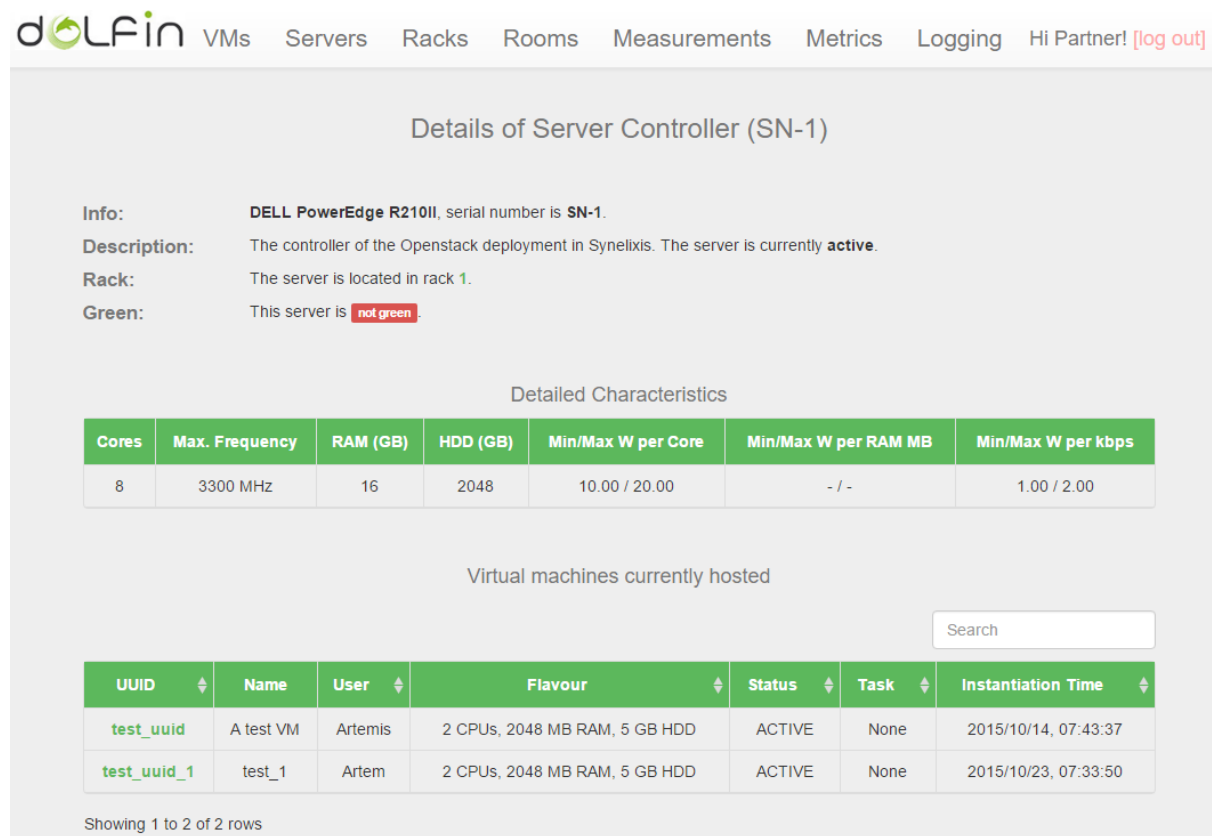 dolfin VMs Servers Racks Rooms Measurements Metrics Logging Hi Partner! [log out]
Details of Server Controller (SN-1)
Info: DELL PowerEdge R210II, serial number is SN-1.
Description: The controller of the Openstack deployment in Synelixis. The server is currently active.
Rack: The server is located in rack 1.
Green: This server is not green.
Detailed Characteristics
Cores Max. Frequency RAM (GB) HDD (GB) Min/Max W per Core Min/Max W per RAM MB Min/Max W per kbps
8 3300 MHz 16 2048 10.00 / 20.00 - / - 1.00 / 2.00
Virtual machines currently hosted
Search
UUID Name User Flavour Status Task Instantiation Time
test_uuid A test VM Artemis 2 CPUs, 2048 MB RAM, 5 GB HDD ACTIVE None 2015/10/14, 07:43:37
test_uuid_1 test_1 Artem 2 CPUs, 2048 MB RAM, 5 GB HDD ACTIVE None 2015/10/23, 07:33:50
Showing 1 to 2 of 2 rows